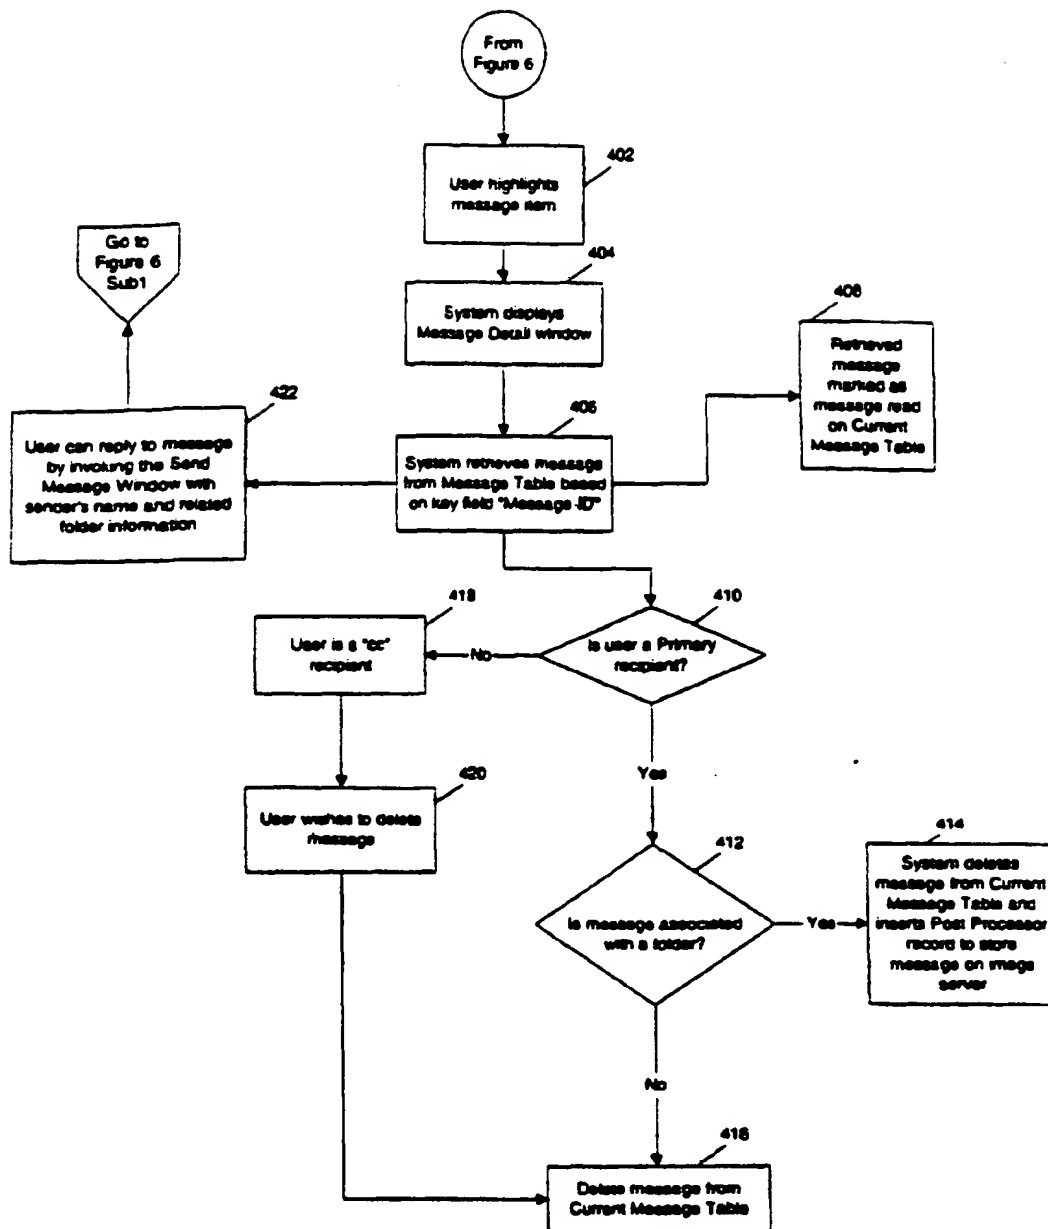 From
Figure 6
402
User highlights
message item
404
System displays
Message Detail window
Go to
Figure 6
Sub1
408
Retrieved
message
marked as
message read
on Current
Message Table
422
User can reply to message
by invoking the Send
Message Window with
sender's name and related
folder information
406
System retrieves message
from Message Table based
on key field "Message-ID"
410
Is user a Primary
recipient?
No
418
User is a "cc"
recipient
Yes
420
User wishes to delete
message
412
Is message associated
with a folder?
Yes
414
System deletes
message from Current
Message Table and
inserts Post Processor
record to store
message on image
server
No
416
Delete message from
Current Message Table